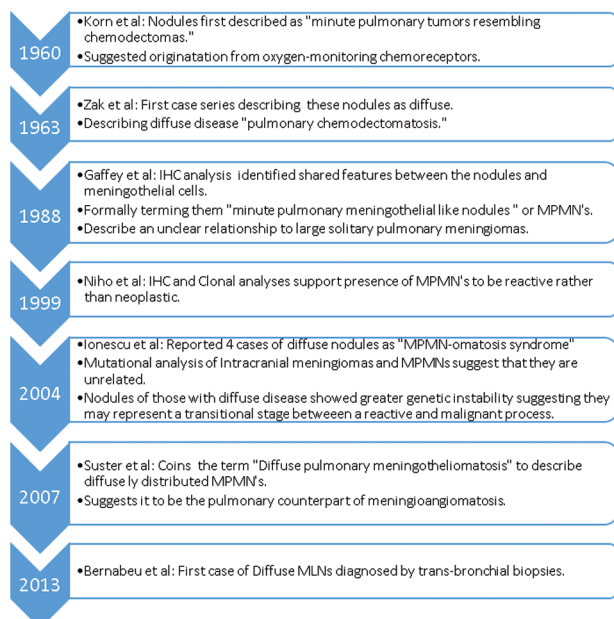 1960
•Korn et al: Nodules first described as "minute pulmonary tumors resembling
chemodectomas."
•Suggested originatation from oxygen-monitoring chemoreceptors.
1963
•Zak et al: First case series describing these nodules as diffuse.
•Describing diffuse disease "pulmonary chemodectomatosis."
1988
•Gaffey et al: IHC analysis identified shared features between the nodules and
meningothelial cells.
•Formally terming them "minute pulmonary meningothelial like nodules " or MPMN's.
•Describe an unclear relationship to large solitary pulmonary meningiomas.
1999
•Niho et al: IHC and Clonal analyses support presence of MPMN's to be reactive rather
than neoplastic.
2004
•Ionescu et al: Reported 4 cases of diffuse nodules as "MPMN-omatosis syndrome"
•Mutational analysis of Intracranial meningiomas and MPMNs suggest that they are
unrelated.
•Nodules of those with diffuse disease showed greater genetic instability suggesting they
may represent a transitional stage betweeen a reactive and malignant process.
2007
•Suster et al: Coins the term "Diffuse pulmonary meningotheliomatosis" to describe
diffuse ly distributed MPMN's.
•Suggests it to be the pulmonary counterpart of meningioangiomatosis.
2013
•Bernabeu et al: First case of Diffuse MLNs diagnosed by trans-bronchial biopsies.